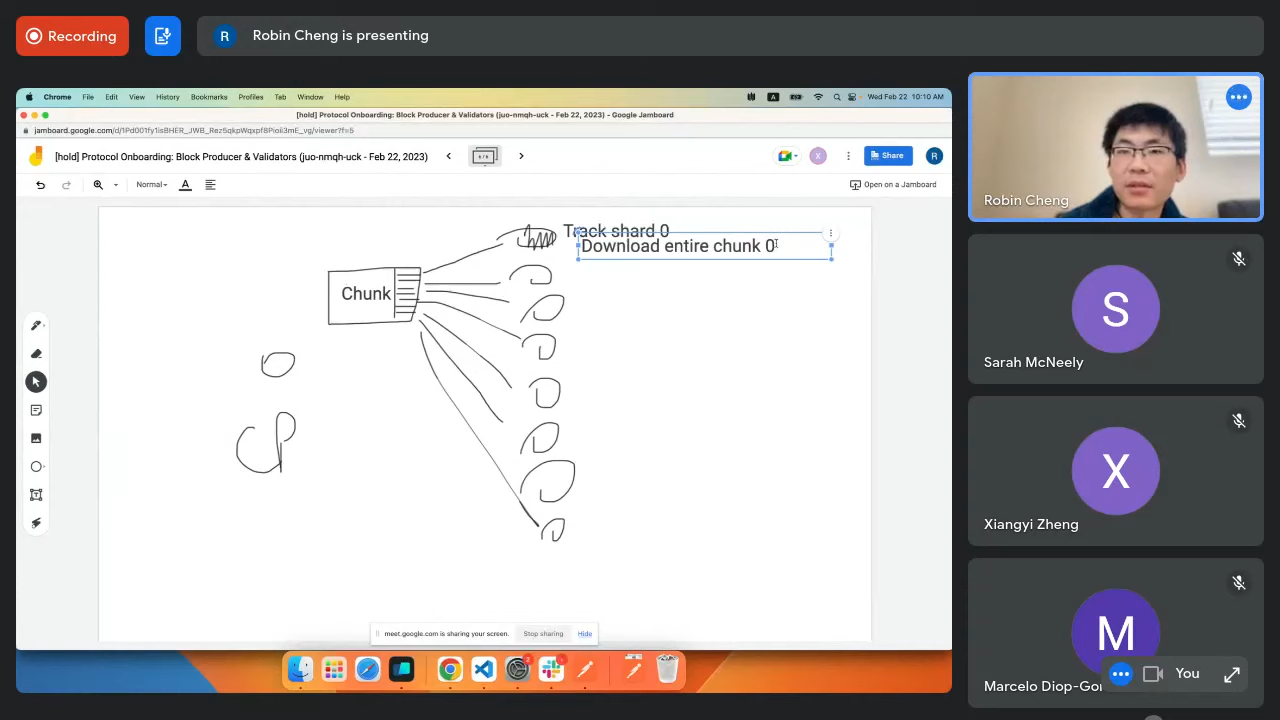 Recording
R
Robin Cheng is presenting
Chrome File Edit View History Bookmarks Profiles Tab Window Help
A
Wed Feb 22 10:10 AM
[hold] Protocol Onboarding: Block Producer & Validators (juo-nmqh-uck - Feb 22, 2023) - Google Jamboard
[hold] Protocol Onboarding: Block Producer & Validators (juo-nmqh-uck - Feb 22, 2023)
X
Share
R
Normal
A
Open on a Jamboard
Track shard 0
Download entire chunk 0
Chunk
meet.google.com is sharing your screen.
Stop sharing
Hide
Robin Cheng
S
Sarah McNeely
X
Xiangyi Zheng
M
Marcelo Diop-Gon
You